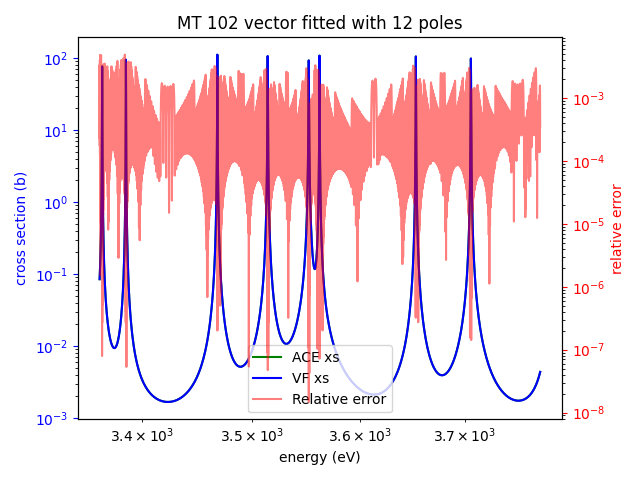 MT 102 vector fitted with 12 poles
10²
10¹
10⁰
10⁻¹
10⁻²
10⁻³
cross section (b)
10⁻³
10⁻⁴
10⁻⁵
10⁻⁶
10⁻⁷
10⁻⁸
relative error
ACE xs
VF xs
Relative error
3.4 × 10³ 3.5 × 10³ 3.6 × 10³ 3.7 × 10³
energy (eV)